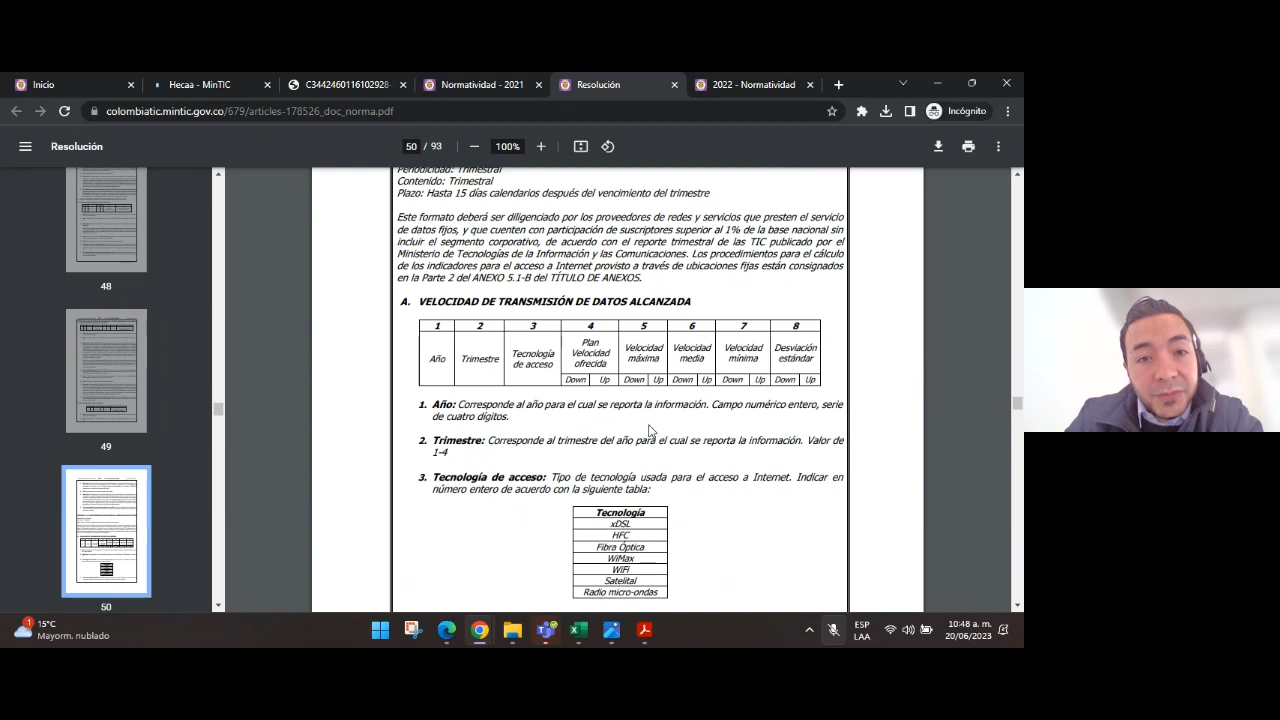 Inicio
Hecaa - MinTIC
C3442460116102928-
Normatividad - 2021
Resolución
2022 - Normatividad
colombiatic.mintic.gov.co/679/articles-178526_doc_norma.pdf
Incógnito
Resolución
50 / 93
100%
48
49
50
Periodicidad: Trimestral
Contenido: Trimestral
Plazo: Hasta 15 días calendarios después del vencimiento del trimestre
Este formato deberá ser diligenciado por los proveedores de redes y servicios que presten el servicio
de datos fijos, y que cuenten con participación de suscriptores superior al 1% de la base nacional sin
incluir el segmento corporativo, de acuerdo con el reporte trimestral de las TIC publicado por el
Ministerio de Tecnologías de la Información y las Comunicaciones. Los procedimientos para el cálculo
de los indicadores para el acceso a Internet provisto a través de ubicaciones fijas están consignados
en la Parte 2 del ANEXO 5.1-B del TÍTULO DE ANEXOS.
A. VELOCIDAD DE TRANSMISIÓN DE DATOS ALCANZADA
1 2 3 4 5 6 7 8
Año
Trimestre
Tecnología
de acceso
Plan
Velocidad
ofrecida
Velocidad
máxima
Velocidad
media
Velocidad
mínima
Desviación
estándar
Down Up Down Up Down Up Down Up Down Up
1. Año: Corresponde al año para el cual se reporta la información. Campo numérico entero, serie
de cuatro dígitos.
2. Trimestre: Corresponde al trimestre del año para el cual se reporta la información. Valor de
1-4
3. Tecnología de acceso: Tipo de tecnología usada para el acceso a Internet. Indicar en
número entero de acuerdo con la siguiente tabla:
Tecnología
xDSL
HFC
Fibra Óptica
WiMax
WiFi
Satelital
Radio micro-ondas
1
15°C
Mayorm. nublado
ESP
LAA
10:48 a. m.
20/06/2023